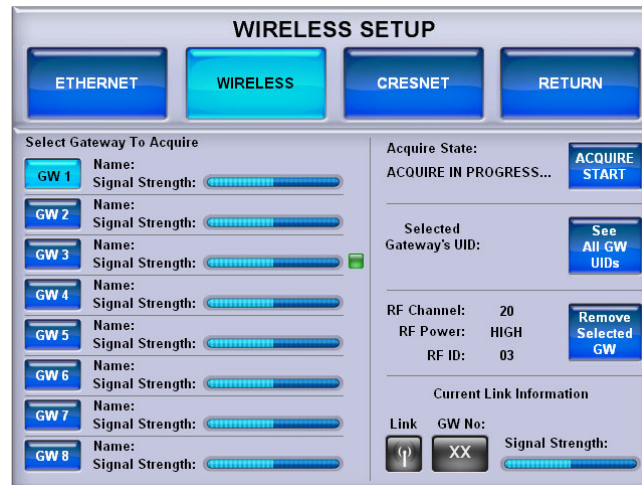 WIRELESS SETUP
ETHERNET
WIRELESS
CRESNET
RETURN
Select Gateway To Acquire
GW 1
Name:
Signal Strength:
GW 2
Name:
Signal Strength:
GW 3
Name:
Signal Strength:
GW 4
Name:
Signal Strength:
GW 5
Name:
Signal Strength:
GW 6
Name:
Signal Strength:
GW 7
Name:
Signal Strength:
GW 8
Name:
Signal Strength:
Acquire State:
ACQUIRE IN PROGRESS...
ACQUIRE
START
Selected
Gateway's UID:
See
All GW
UIDs
RF Channel: 20
RF Power: HIGH
RF ID: 03
Remove
Selected
GW
Current Link Information
Link
GW No:
XX
Signal Strength: